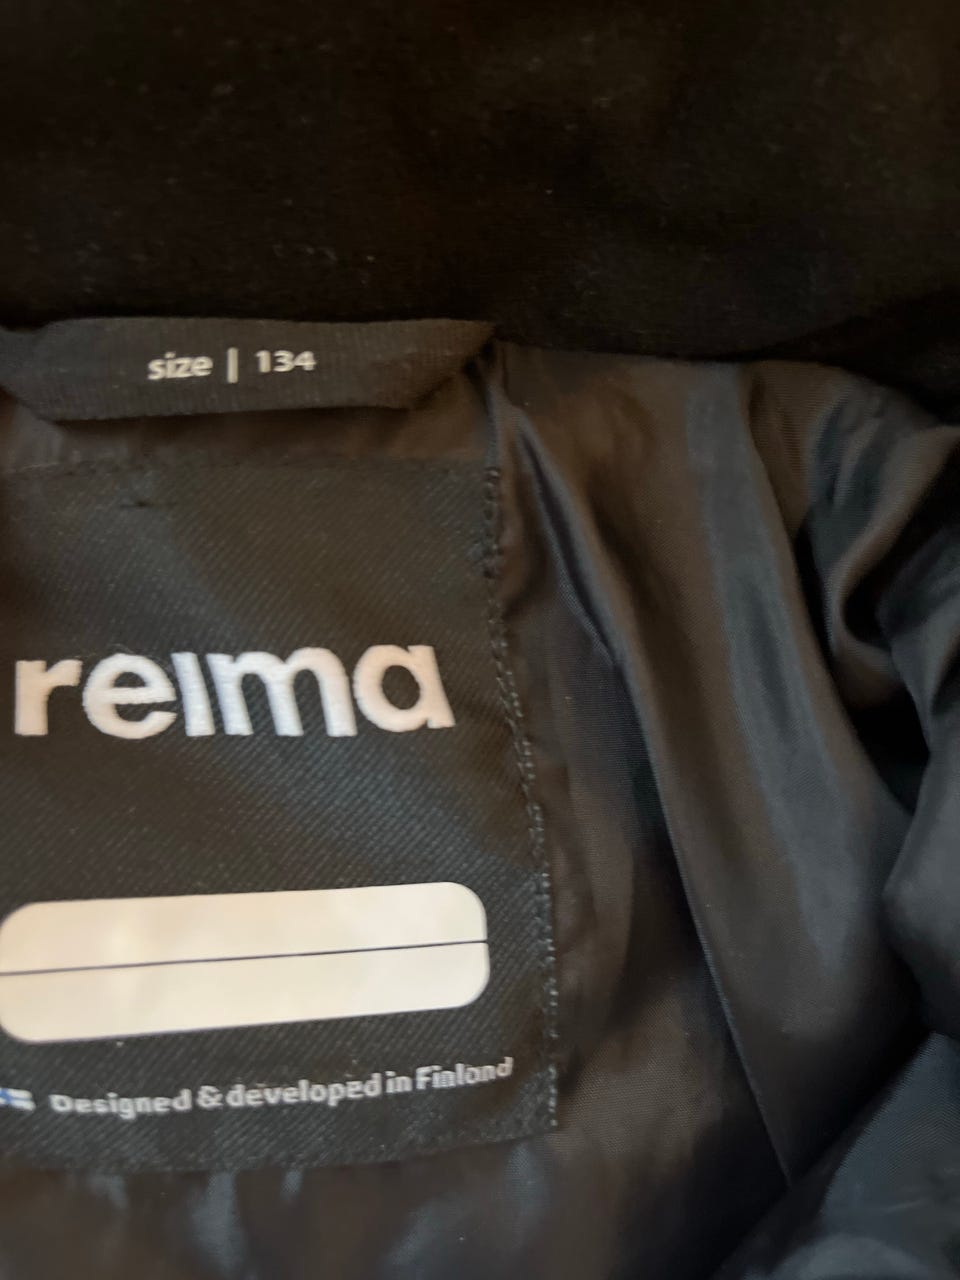 size | 134
reima
Designed & developed in Finland